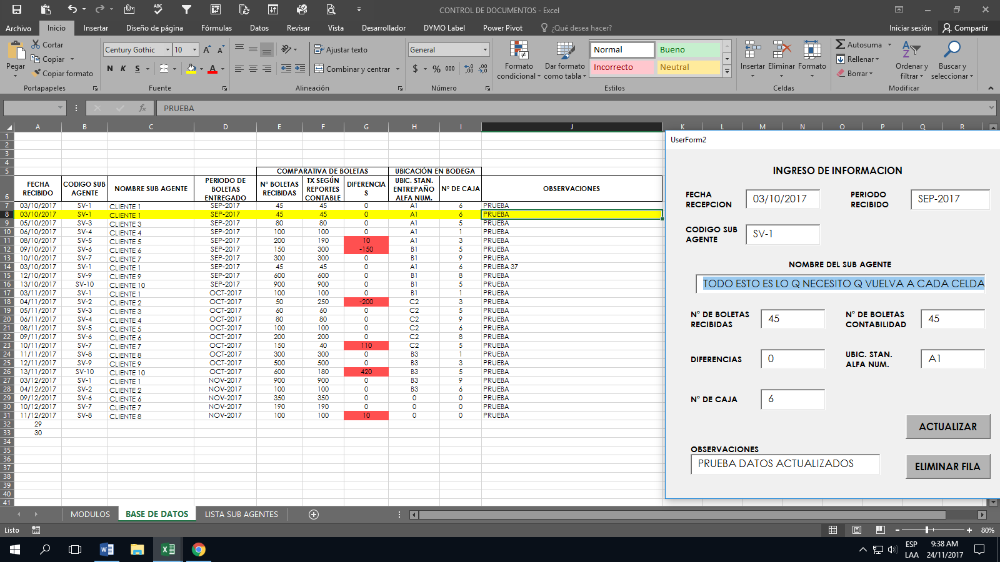 CONTROL DE DOCUMENTOS - Excel
Archivo Inicio Insertar Diseño de página Fórmulas Datos Revisar Vista Desarrollador DYMO Label Power Pivot ¿Qué desea hacer? Iniciar sesión Compartir
Pegar
Cortar
Copiar
Copiar formato
Portapapeles
Century Gothic 10
N K S
Fuente
Ajustar texto
Combinar y centrar
Alineación
General
$ % 000
Número
Formato condicional
Dar formato como tabla
Normal Bueno
Incorrecto Neutral
Estilos
Insertar Eliminar Formato
Celdas
Autosuma
Rellenar
Borrar
Ordenar y filtrar
Buscar y seleccionar
Modificar
fx PRUEBA
A B C D E F G H I J K L M N O P Q R
1
2
3
4
5 COMPARATIVA DE BOLETAS UBICACIÓN EN BODEGA
6 FECHA RECIBIDO CODIGO SUB AGENTE NOMBRE SUB AGENTE PERIODO DE BOLETAS ENTREGADO N° BOLETAS RECIBIDAS TX SEGÚN REPORTES CONTABLE DIFERENCIAS UBIC. STAN. ENTREPAÑO ALFA NUM. N° DE CAJA OBSERVACIONES
7 03/10/2017 SV-1 CLIENTE 1 SEP-2017 45 45 0 A1 6 PRUEBA
8 03/10/2017 SV-1 CLIENTE 1 SEP-2017 45 45 0 A1 6 PRUEBA
9 05/10/2017 SV-3 CLIENTE 3 SEP-2017 80 80 0 A1 5 PRUEBA
10 06/10/2017 SV-4 CLIENTE 4 SEP-2017 100 100 0 A1 1 PRUEBA
11 08/10/2017 SV-5 CLIENTE 5 SEP-2017 200 190 10 A1 3 PRUEBA
12 09/10/2017 SV-6 CLIENTE 6 SEP-2017 150 300 -150 B1 5 PRUEBA
13 10/10/2017 SV-7 CLIENTE 7 SEP-2017 300 300 0 B1 9 PRUEBA
14 03/10/2017 SV-1 CLIENTE 1 SEP-2017 45 45 0 A1 6 PRUEBA 37
15 12/10/2017 SV-9 CLIENTE 9 SEP-2017 600 600 0 B1 8 PRUEBA
16 13/10/2017 SV-10 CLIENTE 10 SEP-2017 900 900 0 B1 5 PRUEBA
17 03/11/2017 SV-1 CLIENTE 1 OCT-2017 100 100 0 B1 1 PRUEBA
18 04/11/2017 SV-2 CLIENTE 2 OCT-2017 50 250 -200 C2 3 PRUEBA
19 05/11/2017 SV-3 CLIENTE 3 OCT-2017 60 60 0 C2 5 PRUEBA
20 06/11/2017 SV-4 CLIENTE 4 OCT-2017 80 80 0 C2 9 PRUEBA
21 08/11/2017 SV-5 CLIENTE 5 OCT-2017 100 100 0 C2 6 PRUEBA
22 09/11/2017 SV-6 CLIENTE 6 OCT-2017 200 200 0 C2 8 PRUEBA
23 10/11/2017 SV-7 CLIENTE 7 OCT-2017 150 40 110 C2 5 PRUEBA
24 11/11/2017 SV-8 CLIENTE 8 OCT-2017 300 300 0 B3 1 PRUEBA
25 12/11/2017 SV-9 CLIENTE 9 OCT-2017 500 500 0 B3 3 PRUEBA
26 13/11/2017 SV-10 CLIENTE 10 OCT-2017 600 180 420 B3 5 PRUEBA
27 03/12/2017 SV-1 CLIENTE 1 NOV-2017 900 900 0 B3 9 PRUEBA
28 04/12/2017 SV-2 CLIENTE 2 NOV-2017 100 100 0 B3 6 PRUEBA
29 09/12/2017 SV-6 CLIENTE 6 NOV-2017 350 350 0 0 0 PRUEBA
30 10/12/2017 SV-7 CLIENTE 7 NOV-2017 190 190 0 0 0 PRUEBA
31 11/12/2017 SV-8 CLIENTE 8 NOV-2017 100 100 10 0 0 PRUEBA
32 29
33 30
34
35
36
37
38
39
40
41
UserForm2
INGRESO DE INFORMACION
FECHA RECEPCION 03/10/2017 PERIODO RECIBIDO SEP-2017
CODIGO SUB AGENTE SV-1
NOMBRE DEL SUB AGENTE
TODO ESTO ES LO Q NECESITO Q VUELVA A CADA CELDA
N° DE BOLETAS RECIBIDAS 45 N° DE BOLETAS CONTABILIDAD 45
DIFERENCIAS 0 UBIC. STAN. ALFA NUM. A1
N° DE CAJA 6
ACTUALIZAR
OBSERVACIONES
PRUEBA DATOS ACTUALIZADOS
ELIMINAR FILA
MODULOS BASE DE DATOS LISTA SUB AGENTES
Listo 80%
ESP LAA
9:38 AM
24/11/2017